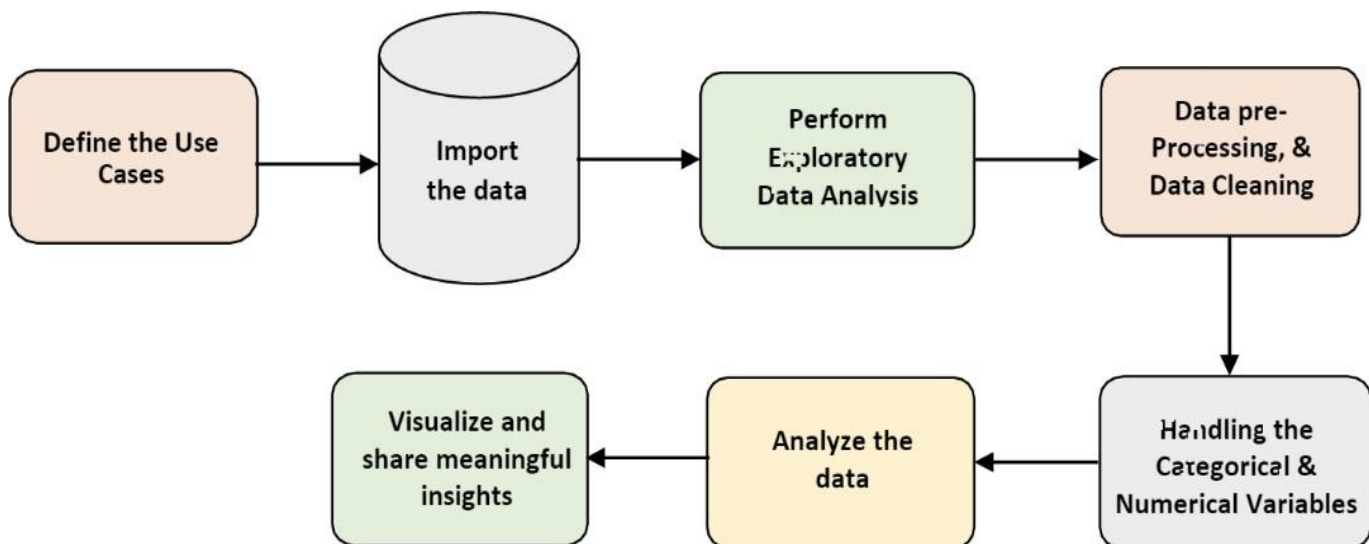 Define the Use
Cases
Import
the data
Perform
Exploratory
Data Analysis
Data pre-
Processing, &
Data Cleaning
Handling the
Categorical &
Numerical Variables
Analyze the
data
Visualize and
share meaningful
insights